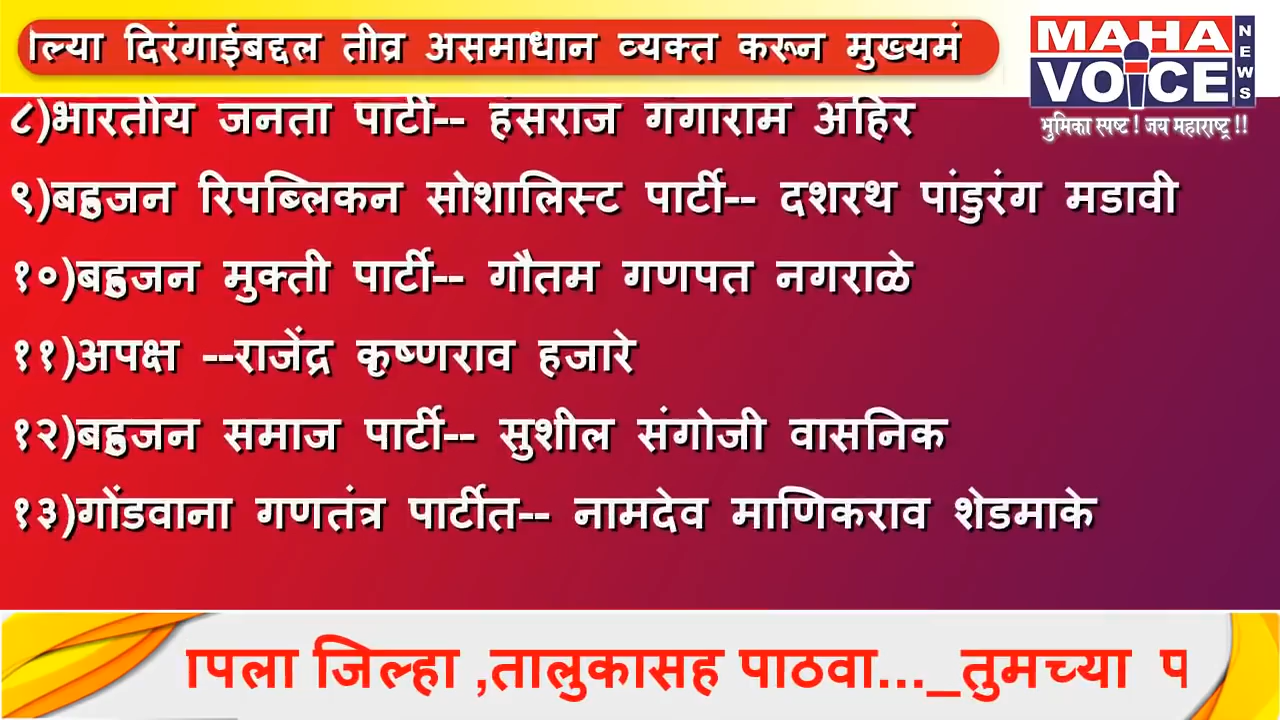 ल्या दिरंगाईबद्दल तीव्र असमाधान व्यक्त करून मुख्यमं
MAHA
VOICE
NEWS
भुमिका स्पष्ट ! जय महाराष्ट्र !!
८)भारतीय जनता पार्टी-- हंसराज गंगाराम अहिर
९)बहुजन रिपब्लिकन सोशालिस्ट पार्टी-- दशरथ पांडुरंग मडावी
१०)बहुजन मुक्ती पार्टी-- गौतम गणपत नगराळे
११)अपक्ष --राजेंद्र कृष्णराव हजारे
१२)बहुजन समाज पार्टी-- सुशील संगोजी वासनिक
१३)गोंडवाना गणतंत्र पार्टीत-- नामदेव माणिकराव शेडमाके
पला जिल्हा ,तालुकासह पाठवा..._तुमच्या प